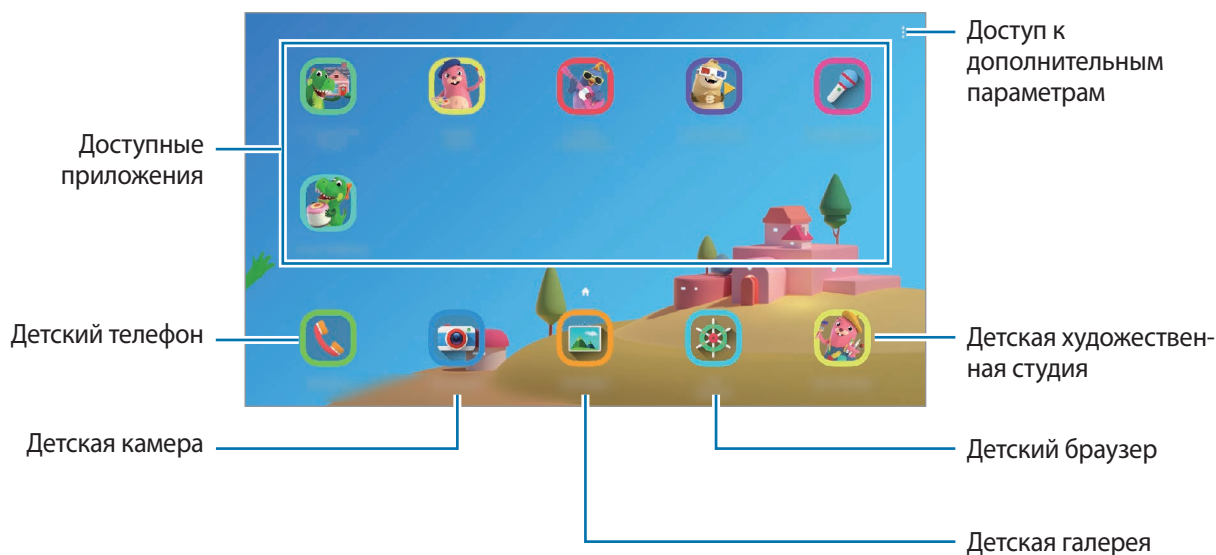 Доступ к
дополнительным
параметрам
Доступные
приложения
Детский телефон
Детская художествен-
ная студия
Детская камера
Детский браузер
Детская галерея